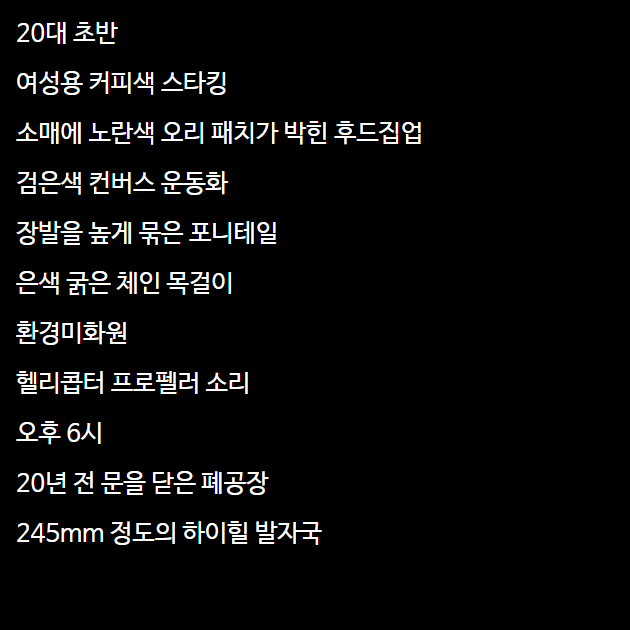 20대 초반
여성용 커피색 스타킹
소매에 노란색 오리 패치가 박힌 후드집업
검은색 컨버스 운동화
장발을 높게 묶은 포니테일
은색 굵은 체인 목걸이
환경미화원
헬리콥터 프로펠러 소리
오후 6시
20년 전 문을 닫은 폐공장
245mm 정도의 하이힐 발자국